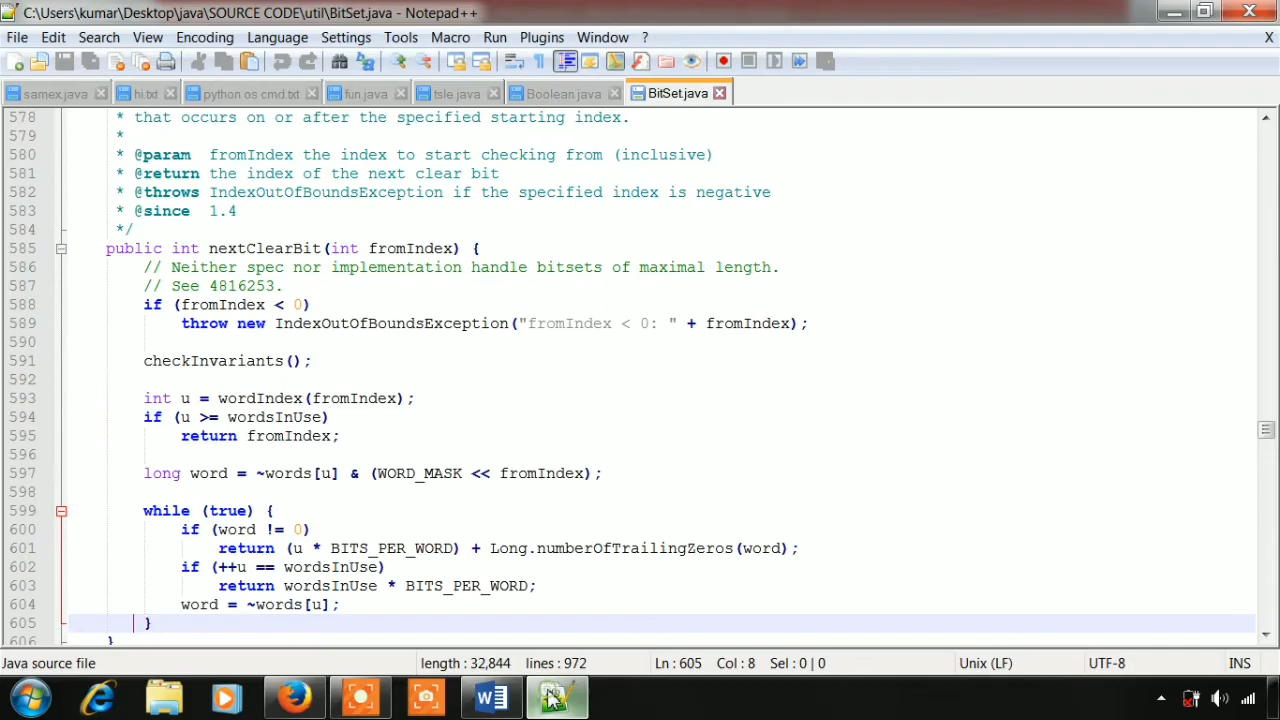 C:\Users\kumar\Desktop\java\SOURCE CODE\util\BitSet.java - Notepad++
File Edit Search View Encoding Language Settings Tools Macro Run Plugins Window ? X
samex.java hi.txt python os cmd.txt fun.java tsle.java Boolean.java BitSet.java
578 * that occurs on or after the specified starting index.
579 *
580 * @param fromIndex the index to start checking from (inclusive)
581 * @return the index of the next clear bit
582 * @throws IndexOutOfBoundsException if the specified index is negative
583 * @since 1.4
584 */
585 public int nextClearBit(int fromIndex) {
586 // Neither spec nor implementation handle bitsets of maximal length.
587 // See 4816253.
588 if (fromIndex < 0)
589 throw new IndexOutOfBoundsException("fromIndex < 0: " + fromIndex);
590
591 checkInvariants();
592
593 int u = wordIndex(fromIndex);
594 if (u >= wordsInUse)
595 return fromIndex;
596
597 long word = ~words[u] & (WORD_MASK << fromIndex);
598
599 while (true) {
600 if (word != 0)
601 return (u * BITS_PER_WORD) + Long.numberOfTrailingZeros(word);
602 if (++u == wordsInUse)
603 return wordsInUse * BITS_PER_WORD;
604 word = ~words[u];
605 }
606 }
Java source file length : 32,844 lines : 972 Ln : 605 Col : 8 Sel : 0 | 0 Unix (LF) UTF-8 INS